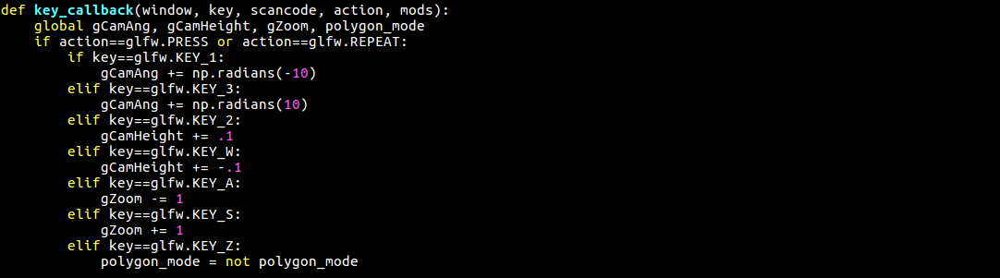 def key_callback(window, key, scancode, action, mods):
    global gCamAng, gCamHeight, gZoom, polygon_mode
    if action==glfw.PRESS or action==glfw.REPEAT:
        if key==glfw.KEY_1:
            gCamAng += np.radians(-10)
        elif key==glfw.KEY_3:
            gCamAng += np.radians(10)
        elif key==glfw.KEY_2:
            gCamHeight += .1
        elif key==glfw.KEY_W:
            gCamHeight += -.1
        elif key==glfw.KEY_A:
            gZoom -= 1
        elif key==glfw.KEY_S:
            gZoom += 1
        elif key==glfw.KEY_Z:
            polygon_mode = not polygon_mode